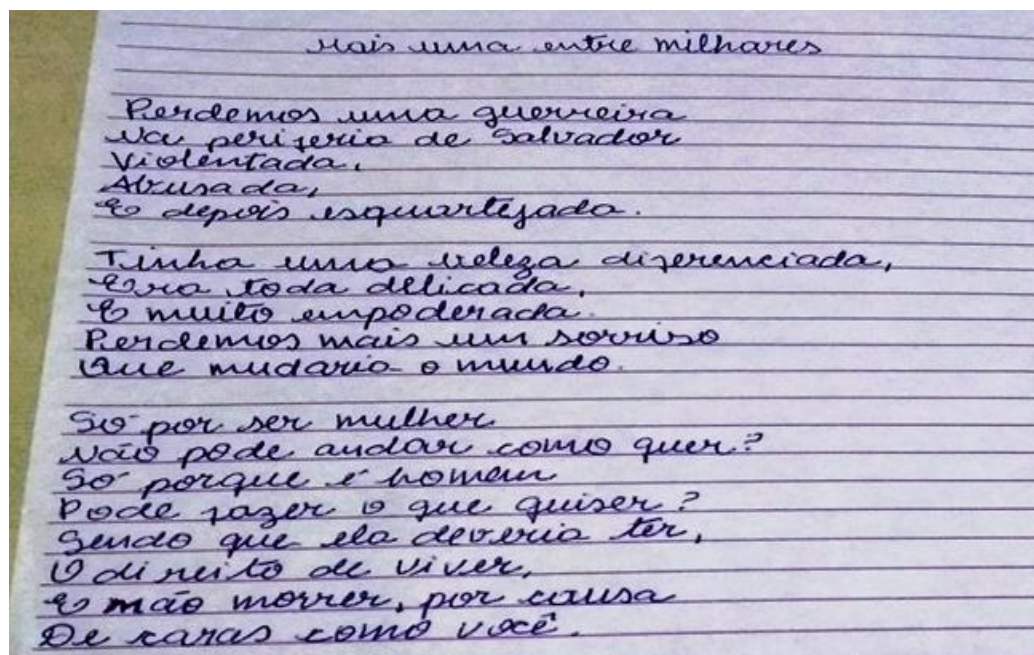 Mais uma entre milhares
Perdemos uma guerreira
Na periferia de Salvador
Violentada,
Abusada,
E depois esquartejada.
Tinha uma beleza diferenciada,
Era toda delicada,
E muito empoderada.
Perdemos mais um sorriso
Que mudaria o mundo.
Só por ser mulher
Não pode andar como quer?
Só porque é homem
Pode fazer o que quiser?
Sendo que ela deveria ter,
O direito de viver,
E não morrer, por causa
De caras como você.